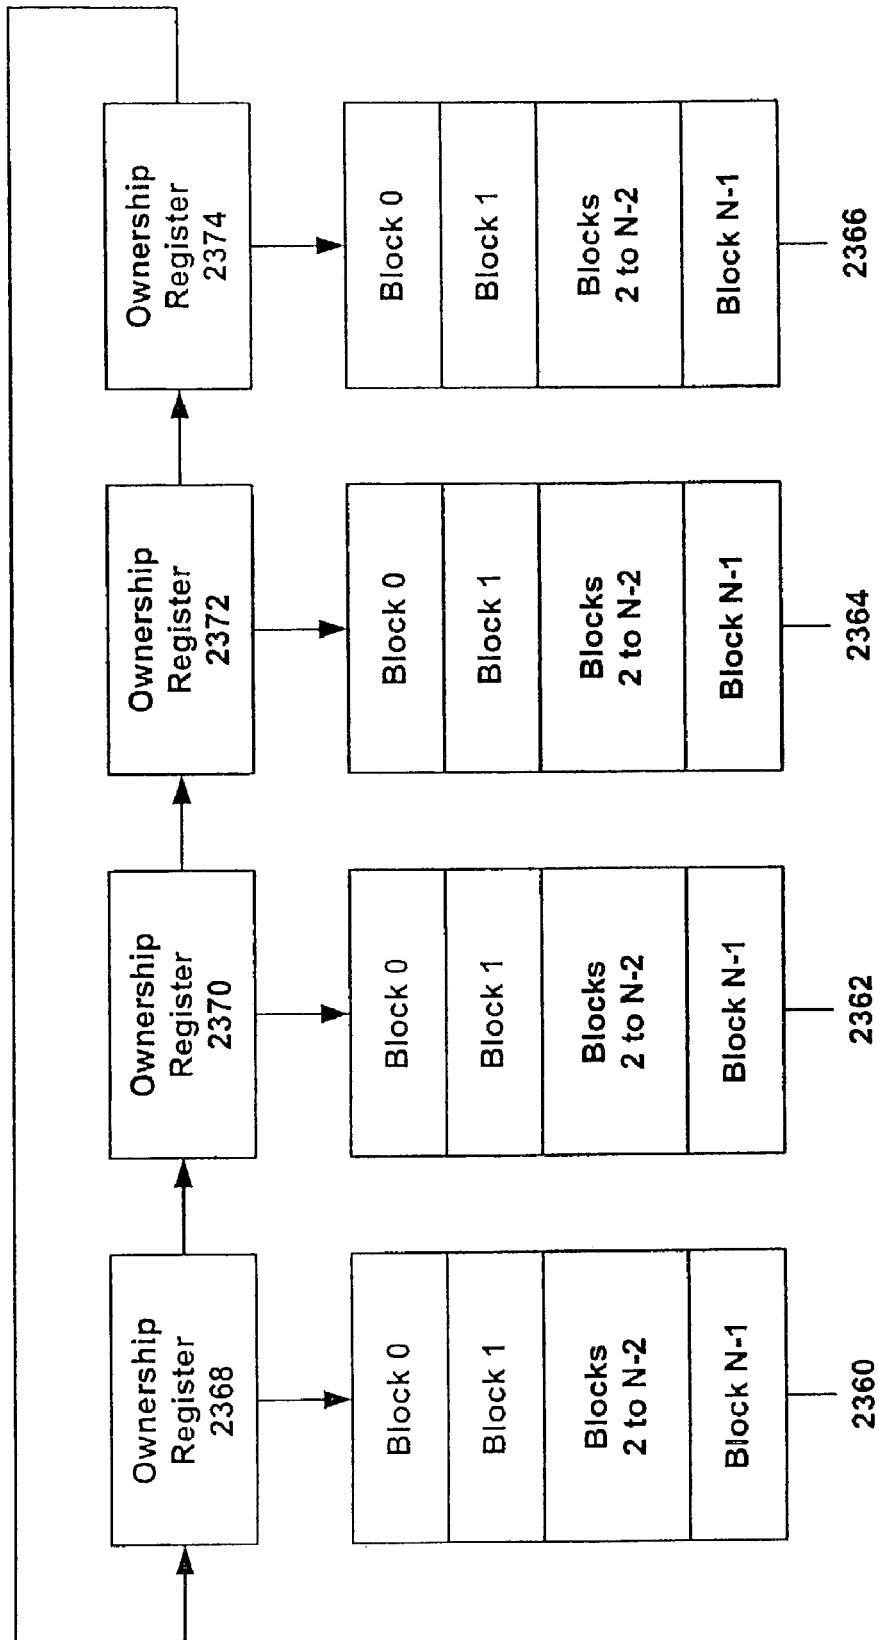 Ownership
Register
2368
Block 0
Block 1
Blocks
2 to N-2
Block N-1
2360
Ownership
Register
2370
Block 0
Block 1
Blocks
2 to N-2
Block N-1
2362
Ownership
Register
2372
Block 0
Block 1
Blocks
2 to N-2
Block N-1
2364
Ownership
Register
2374
Block 0
Block 1
Blocks
2 to N-2
Block N-1
2366